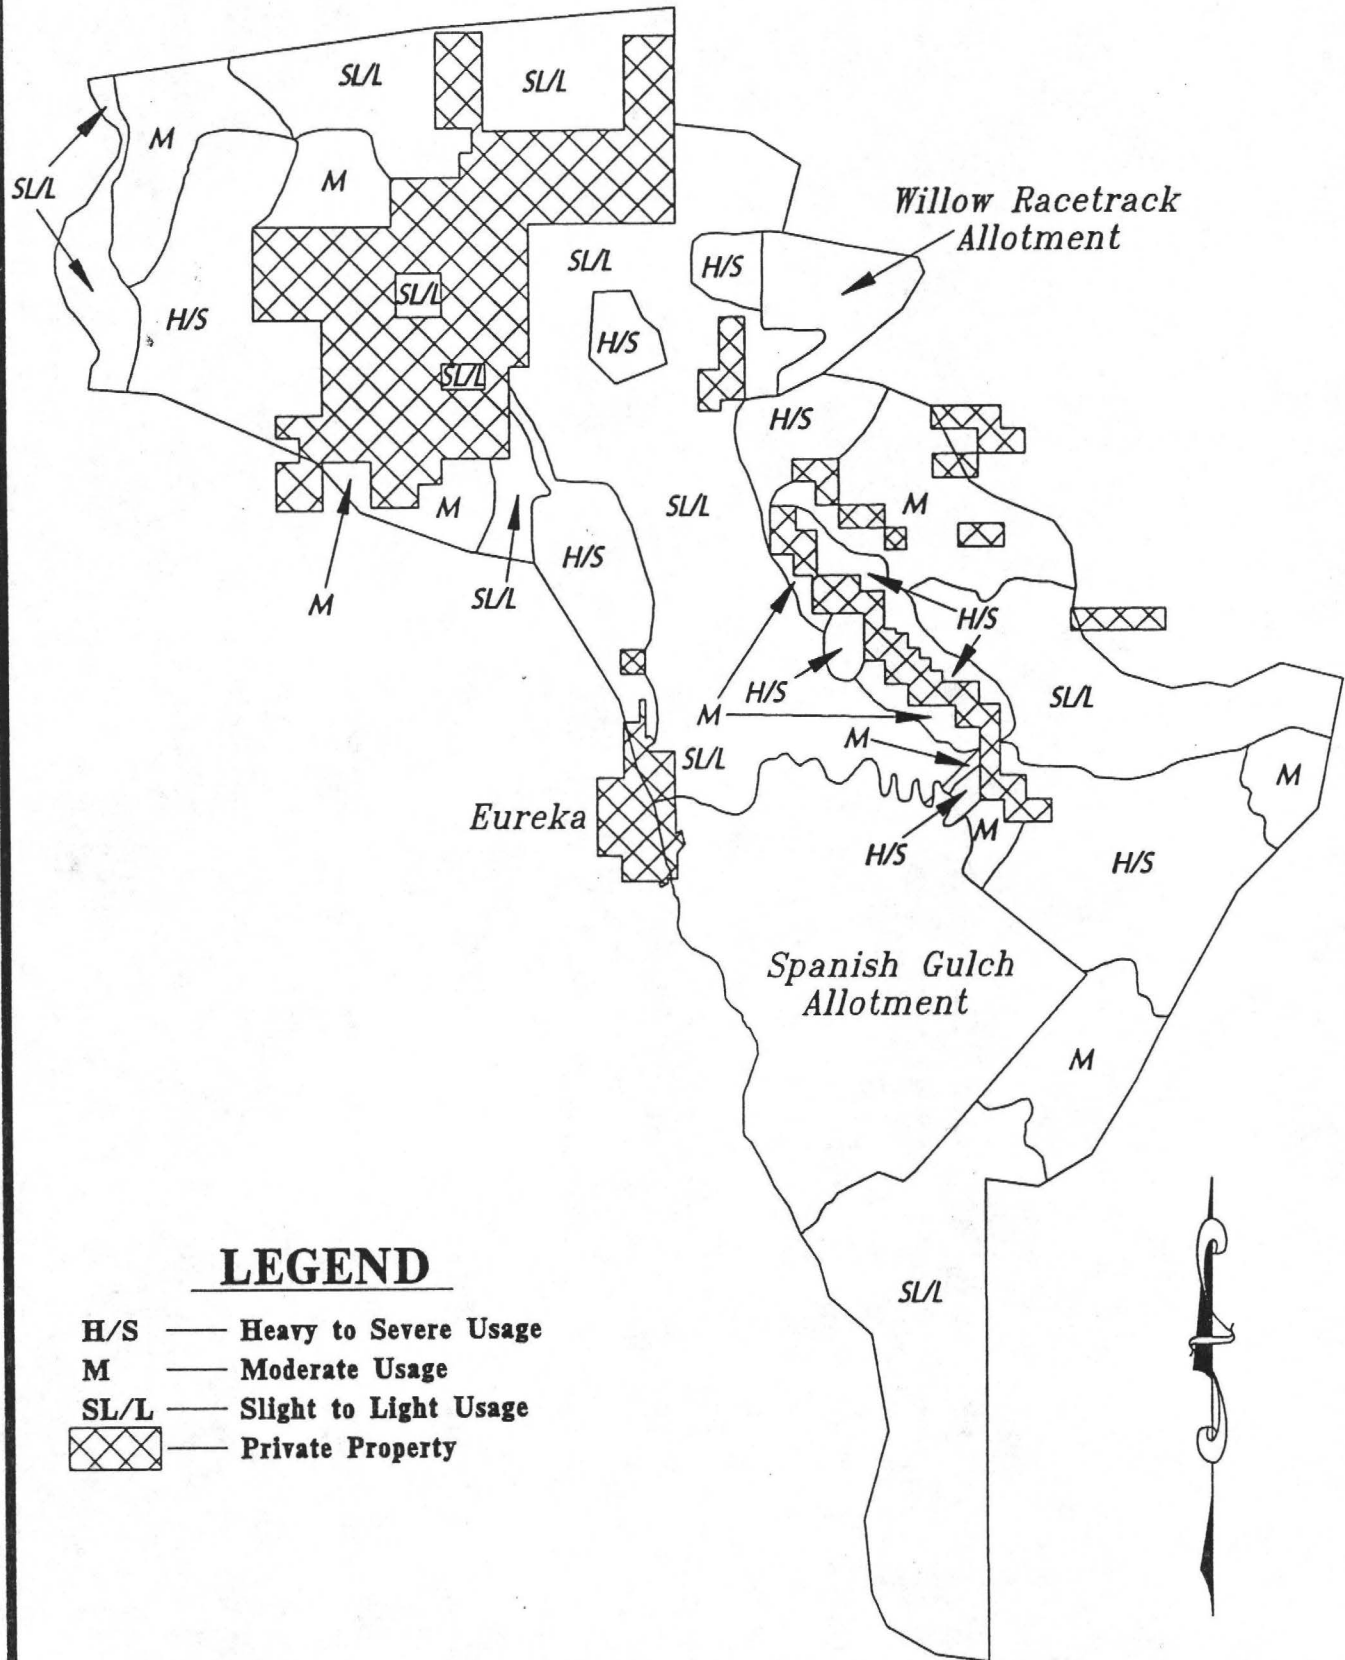 SL/L
SL/L
M
M
SL/L
Willow Racetrack
Allotment
SL/L
H/S
SL/L
H/S
H/S
SL/L
H/S
M
SL/L
M
H/S
M
SL/L
H/S
H/S
M
H/S
SL/L
M
SL/L
M
Eureka
M
H/S
H/S
Spanish Gulch
Allotment
M
SL/L
LEGEND
H/S Heavy to Severe Usage
M Moderate Usage
SL/L Slight to Light Usage
Private Property